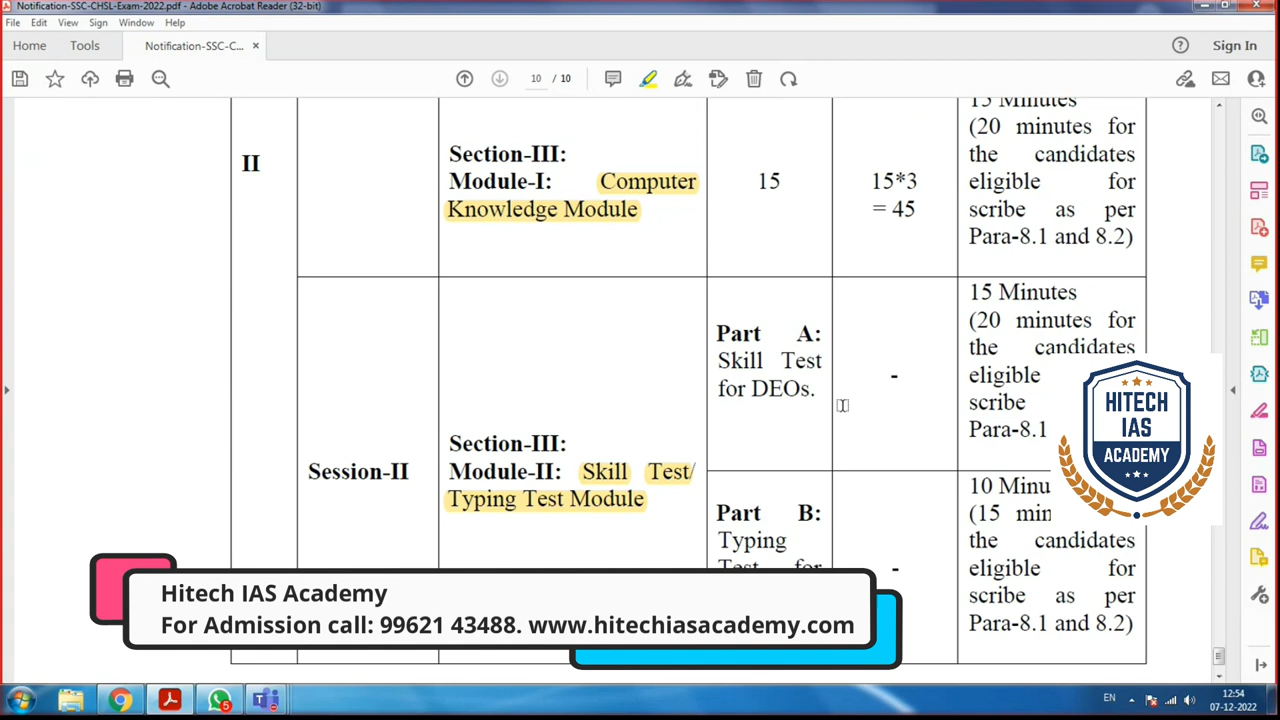 Notification-SSC-CHSL-Exam-2022.pdf - Adobe Acrobat Reader (32-bit)
File Edit View Sign Window Help
Home Tools Notification-SSC-C... × Sign In
10 / 10
II
Section-III:
Module-I: Computer
Knowledge Module
15
15*3
= 45
15 Minutes
(20 minutes for
the candidates
eligible for
scribe as per
Para-8.1 and 8.2)
Session-II
Section-III:
Module-II: Skill Test/
Typing Test Module
Part A:
Skill Test
for DEOs.
-
15 Minutes
(20 minutes for
the candidates
eligible
scribe
Para-8.1
Part B:
Typing
Test for
-
10 Minu
(15 min
the candidates
eligible for
scribe as per
Para-8.1 and 8.2)
HITECH
IAS
ACADEMY
Hitech IAS Academy
For Admission call: 99621 43488. www.hitechiasacademy.com
5
EN
12:54
07-12-2022